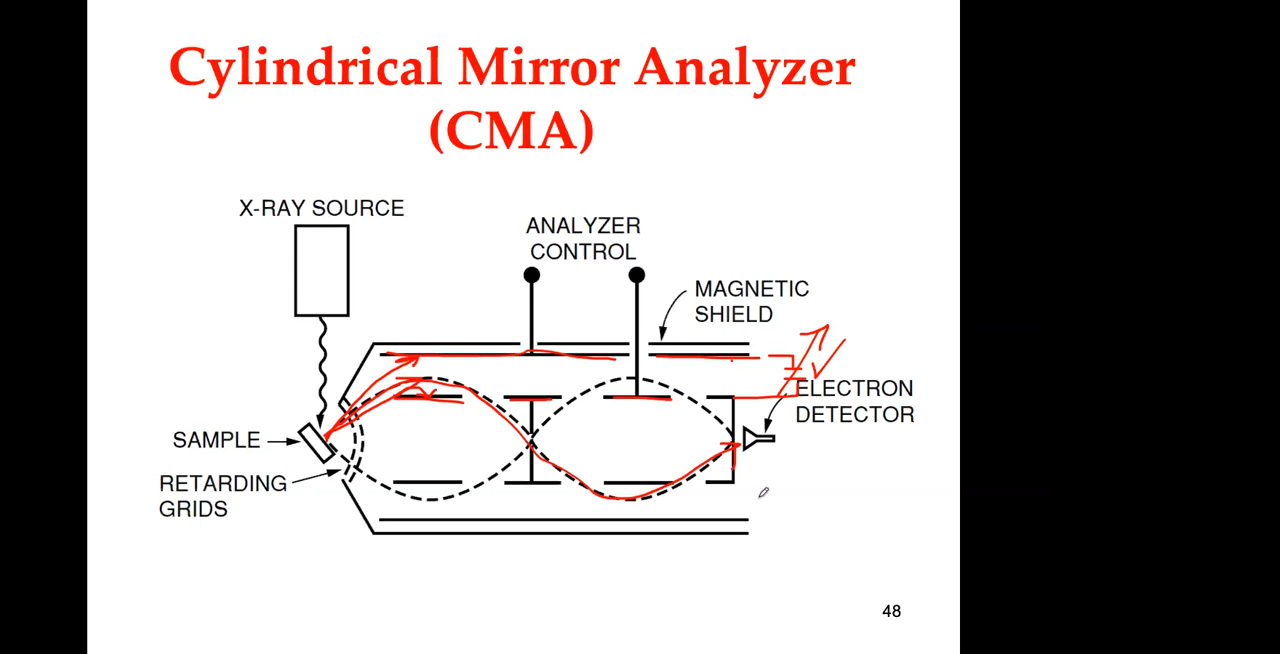 Cylindrical Mirror Analyzer
(CMA)
X-RAY SOURCE
ANALYZER
CONTROL
MAGNETIC
SHIELD
V
ELECTRON
DETECTOR
SAMPLE
RETARDING
GRIDS
48